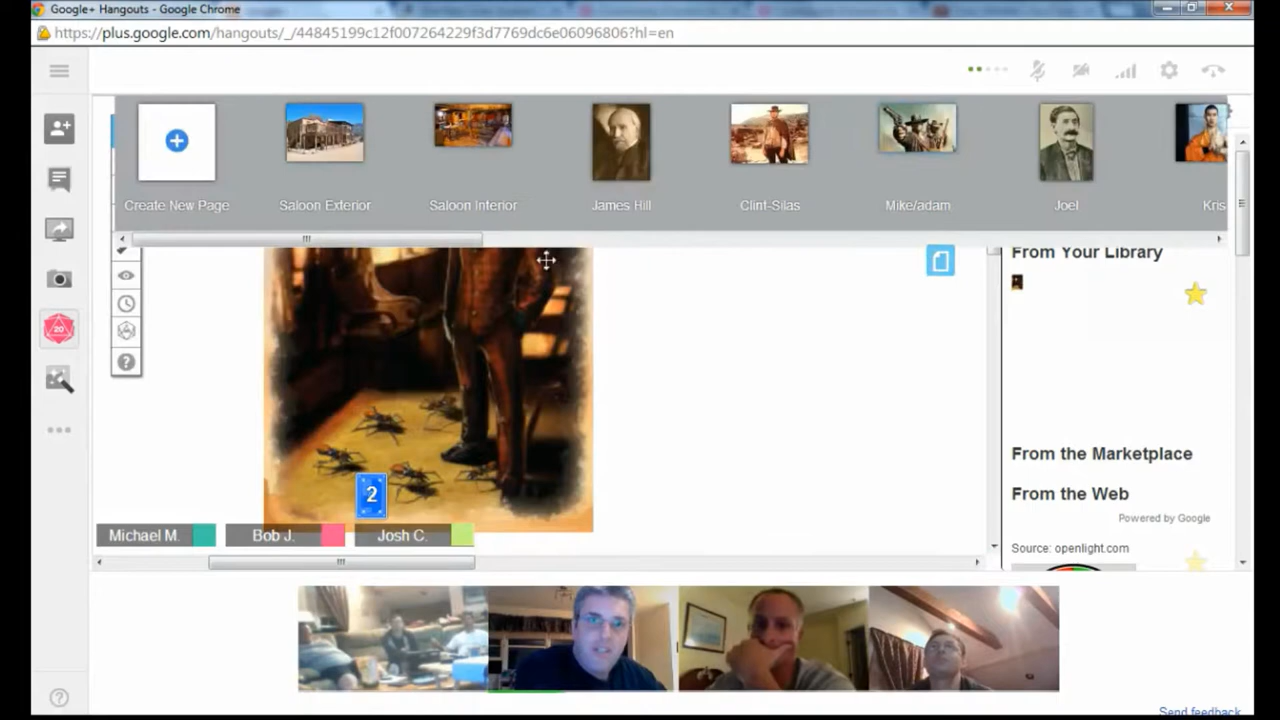 Google+ Hangouts - Google Chrome
https://plus.google.com/hangouts/_/44845199c12f007264229f3d7769dc6e06096806?hl=en
Create New Page
Saloon Exterior
Saloon Interior
James Hill
Clint-Silas
Mike/adam
Joel
Kris
From Your Library
20
2
From the Marketplace
From the Web
Powered by Google
Michael M.
Bob J.
Josh C.
Source: openlight.com
Send feedback